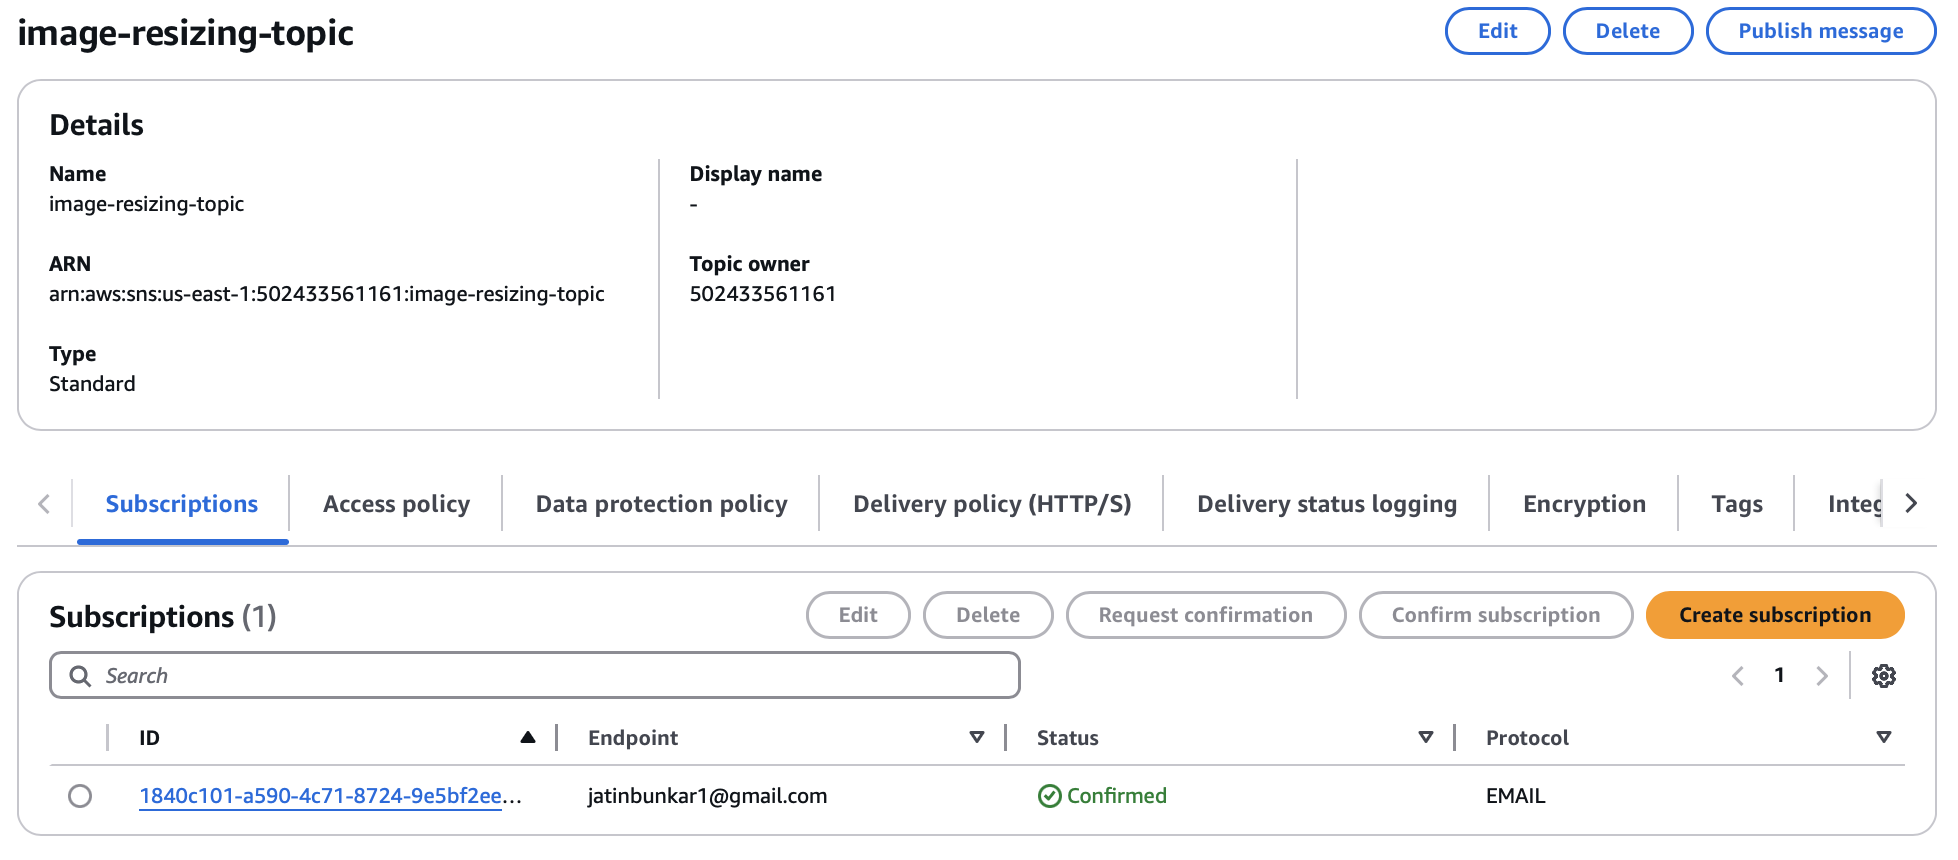 image-resizing-topic
Edit
Delete
Publish message
Details
Name
image-resizing-topic
Display name
-
ARN
arn:aws:sns:us-east-1:502433561161:image-resizing-topic
Topic owner
502433561161
Type
Standard
Subscriptions
Access policy
Data protection policy
Delivery policy (HTTP/S)
Delivery status logging
Encryption
Tags
Integ
Subscriptions (1)
Edit
Delete
Request confirmation
Confirm subscription
Create subscription
Search
1
ID
Endpoint
Status
Protocol
1840c101-a590-4c71-8724-9e5bf2ee...
jatinbunkar1@gmail.com
Confirmed
EMAIL